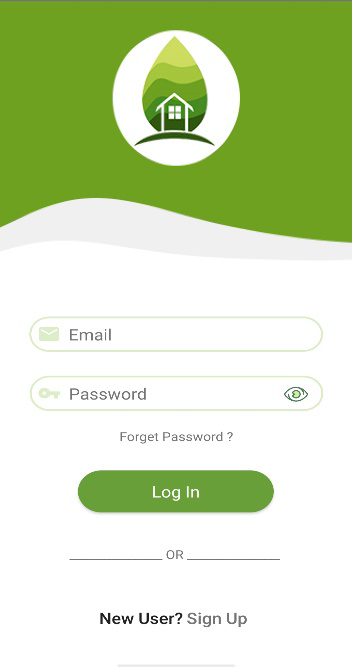 Email
Password
Forget Password ?
Log In
OR
New User? Sign Up